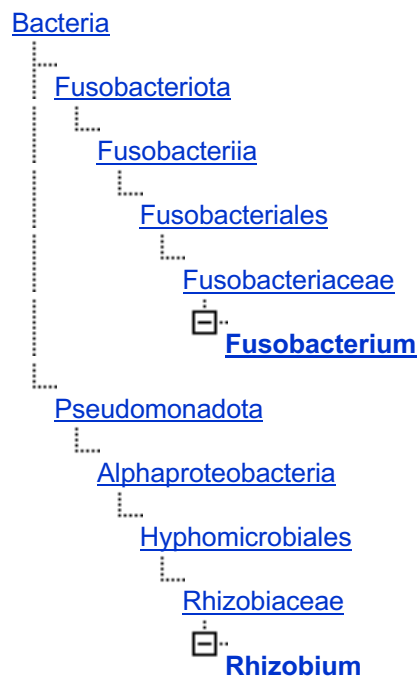 Bacteria
Fusobacteriota
Fusobacteriia
Fusobacteriales
Fusobacteriaceae
Fusobacterium
Pseudomonadota
Alphaproteobacteria
Hyphomicrobiales
Rhizobiaceae
Rhizobium